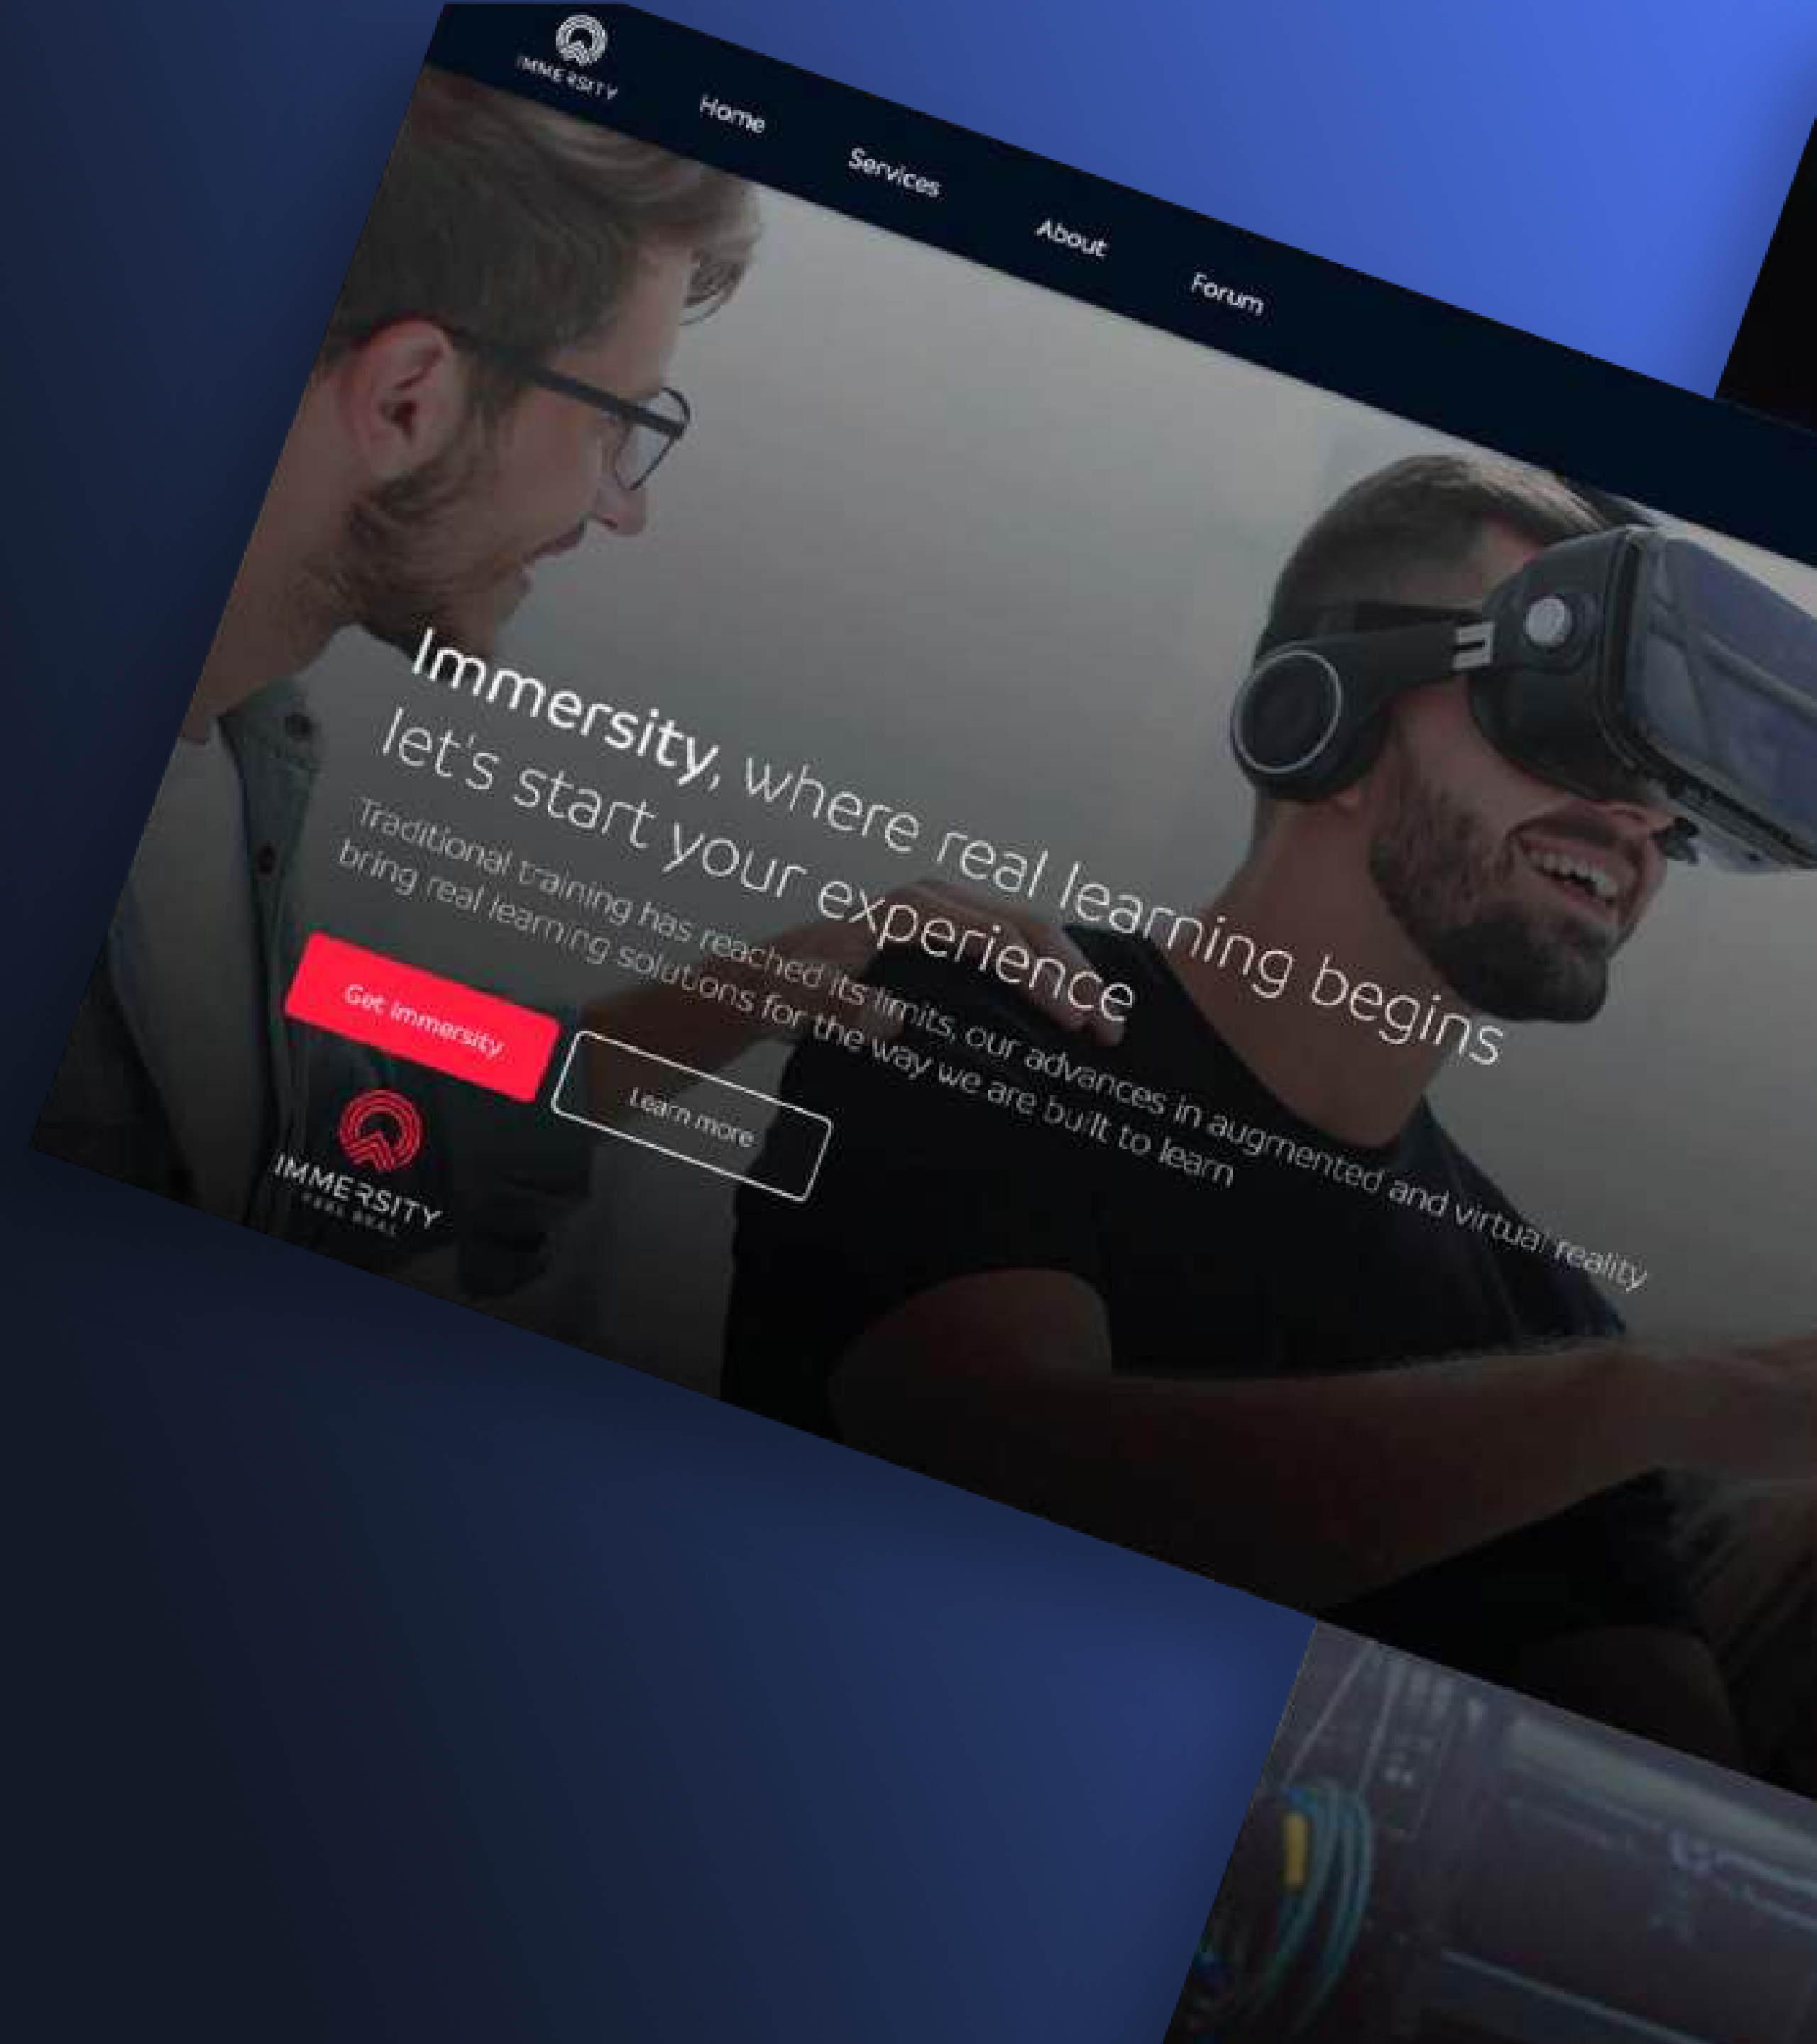 IMMERSITY
Home
Services
About
Forum
Immersity, where real learning begins
let's start your experience
Traditional training has reached its limits, our advances in augmented and virtual reality
bring real learning solutions for the way we are built to learn
Get Immersity
Learn more
IMMERSITY
FEEL REAL